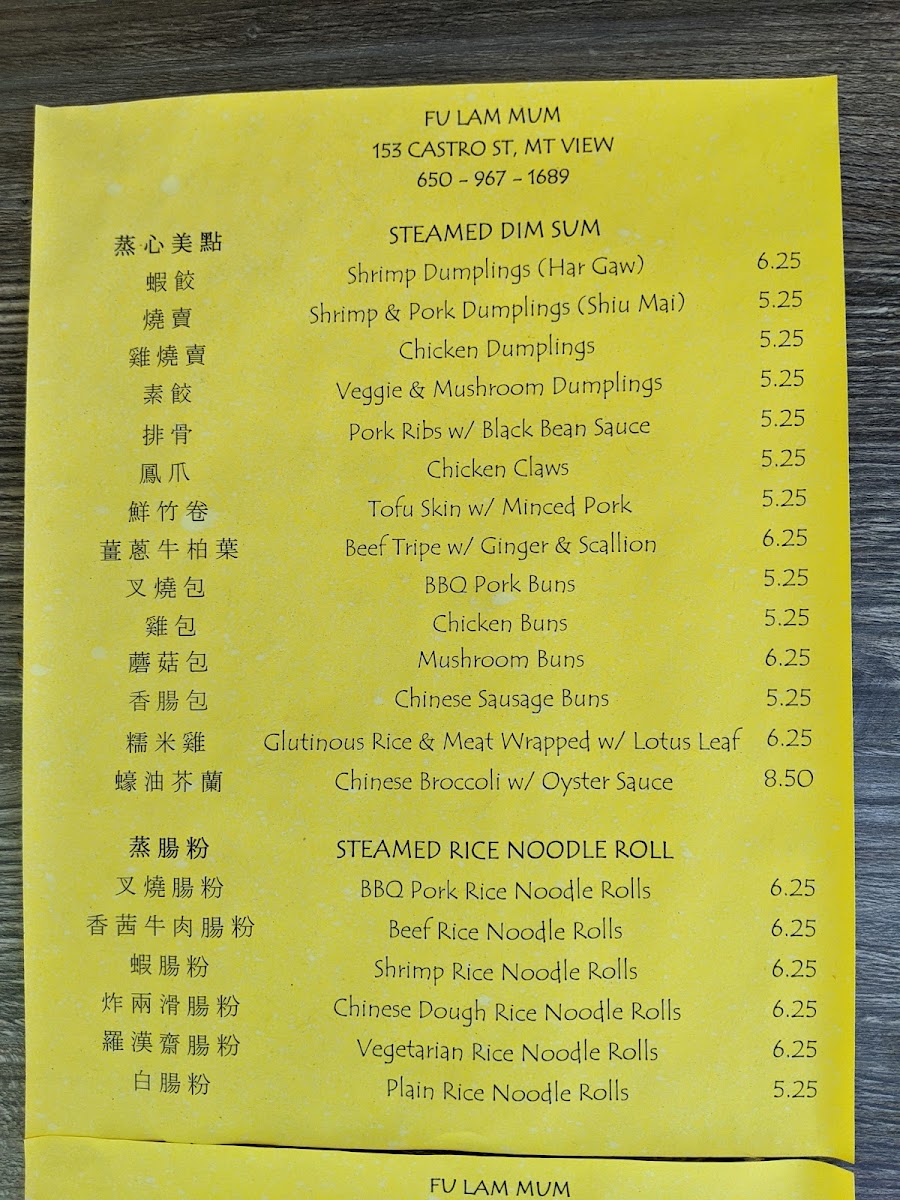 FU LAM MUM
153 CASTRO ST, MT VIEW
650 - 967 - 1689
蒸心美點 STEAMED DIM SUM
蝦餃 Shrimp Dumplings (Har Gaw) 6.25
燒賣 Shrimp & Pork Dumplings (Shiu Mai) 5.25
雞燒賣 Chicken Dumplings 5.25
素餃 Veggie & Mushroom Dumplings 5.25
排骨 Pork Ribs w/ Black Bean Sauce 5.25
鳳爪 Chicken Claws 5.25
鮮竹卷 Tofu Skin w/ Minced Pork 5.25
薑蔥牛柏葉 Beef Tripe w/ Ginger & Scallion 6.25
叉燒包 BBQ Pork Buns 5.25
雞包 Chicken Buns 5.25
蘑菇包 Mushroom Buns 6.25
香腸包 Chinese Sausage Buns 5.25
糯米雞 Glutinous Rice & Meat Wrapped w/ Lotus Leaf 6.25
蠔油芥蘭 Chinese Broccoli w/ Oyster Sauce 8.50
蒸腸粉 STEAMED RICE NOODLE ROLL
叉燒腸粉 BBQ Pork Rice Noodle Rolls 6.25
香茜牛肉腸粉 Beef Rice Noodle Rolls 6.25
蝦腸粉 Shrimp Rice Noodle Rolls 6.25
炸兩滑腸粉 Chinese Dough Rice Noodle Rolls 6.25
羅漢齋腸粉 Vegetarian Rice Noodle Rolls 6.25
白腸粉 Plain Rice Noodle Rolls 5.25
FU LAM MUM